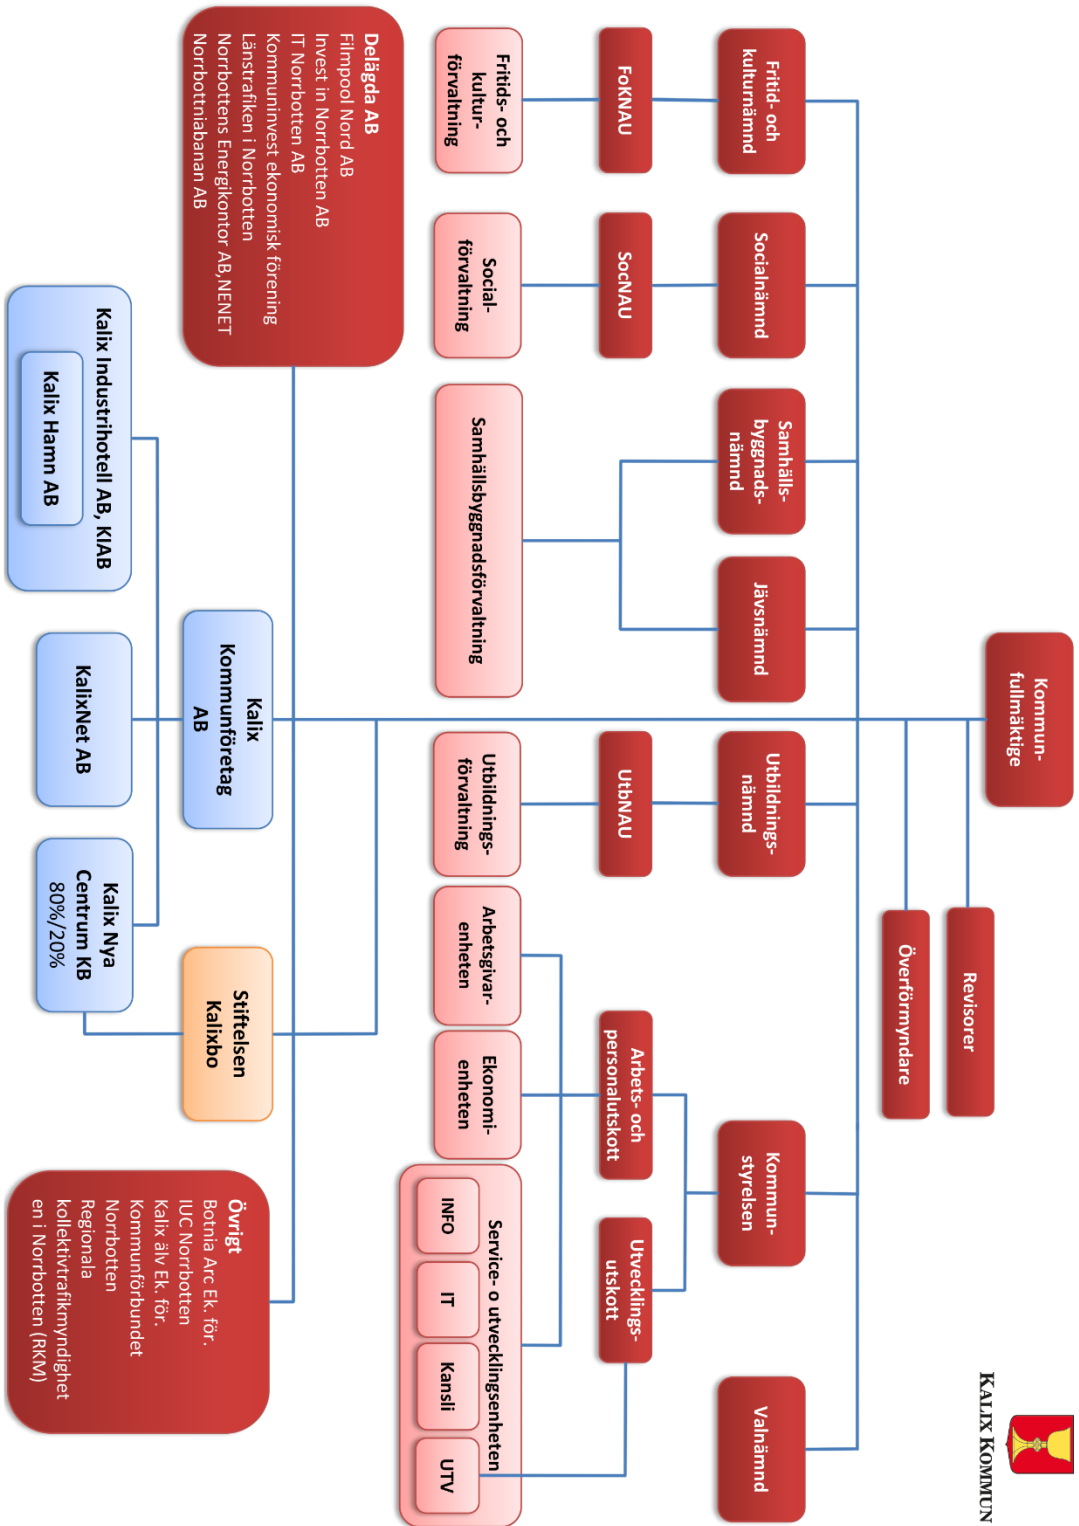 KALIX KOMMUN
Kommun-
fullmäktige
Revisorer
Överförmyndare
Fritid- och
kulturnämnd
Socialnämnd
Samhälls-
byggnads-
nämnd
Jävsnämnd
Utbildnings-
nämnd
Kommun-
styrelsen
Valnämnd
FoKNAU
SocNAU
UtbNAU
Arbets- och
personalutskott
Utvecklings-
utskott
Fritids- och
kultur-
förvaltning
Social-
förvaltning
Samhällsbyggnadsförvaltning
Utbildnings-
förvaltning
Arbetsgivar-
enheten
Ekonomi-
enheten
Service- o utvecklingsenheten
INFO
IT
Kansli
UTV
Delägda AB
Filmpool Nord AB
Invest in Norrbotten AB
IT Norrbotten AB
Kommuninvest ekonomisk förening
Länstrafiken i Norrbotten
Norrbottens Energikontor AB,NENET
Norrbottniabanan AB
Kalix
Kommunföretag
AB
Stiftelsen
Kalixbo
Övrigt
Botnia Arc Ek. för.
IUC Norrbotten
Kalix älv Ek. för.
Kommunförbundet
Norrbotten
Regionala
kollektivtrafikmyndighet
en i Norrbotten (RKM)
Kalix Industrihotell AB, KIAB
Kalix Hamn AB
KalixNet AB
Kalix Nya
Centrum KB
80%/20%